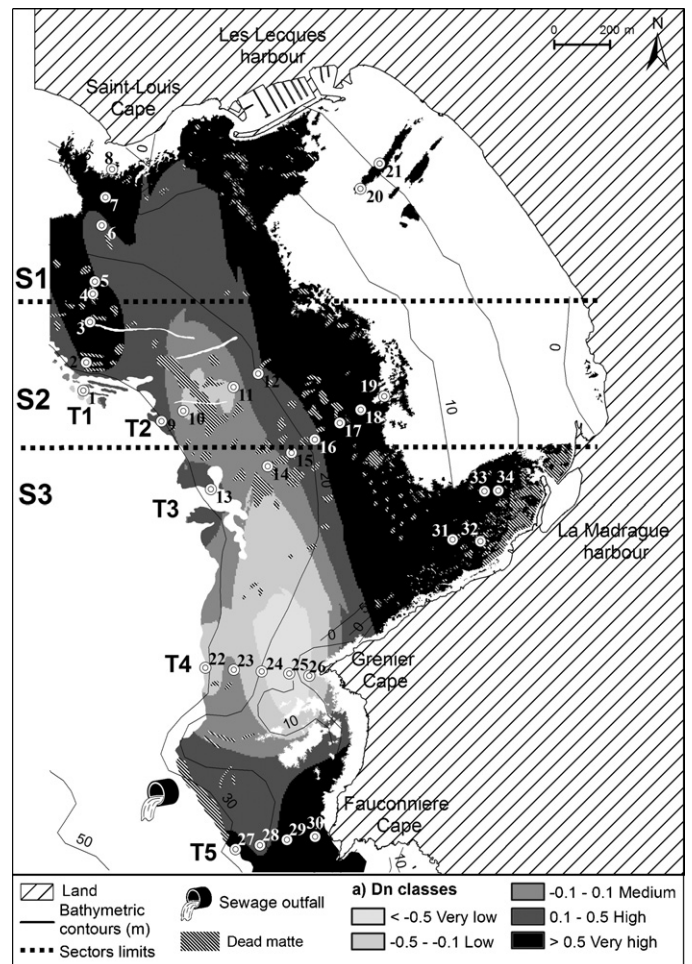 Les Lecques
harbour
0 200 m
N
Saint-Louis
Cape
0
8
21
20
7
6
S1
5
4
3
0
2
12
19
10
S2
1
11
18
T1
T2
9
10
17
16
15
14
20
S3
13
33 34
T3
31 32
La Madrague
harbour
0
0
T4
22 23 24 25 26
Grenier
Cape
10
30
50
Fauconniere
Cape
T5
27 28 29 30
10
Land
Bathymetric
contours (m)
Sectors limits
Sewage outfall
Dead matte
a) Dn classes
< -0.5 Very low
-0.5 - -0.1 Low
-0.1 - 0.1 Medium
0.1 - 0.5 High
> 0.5 Very high